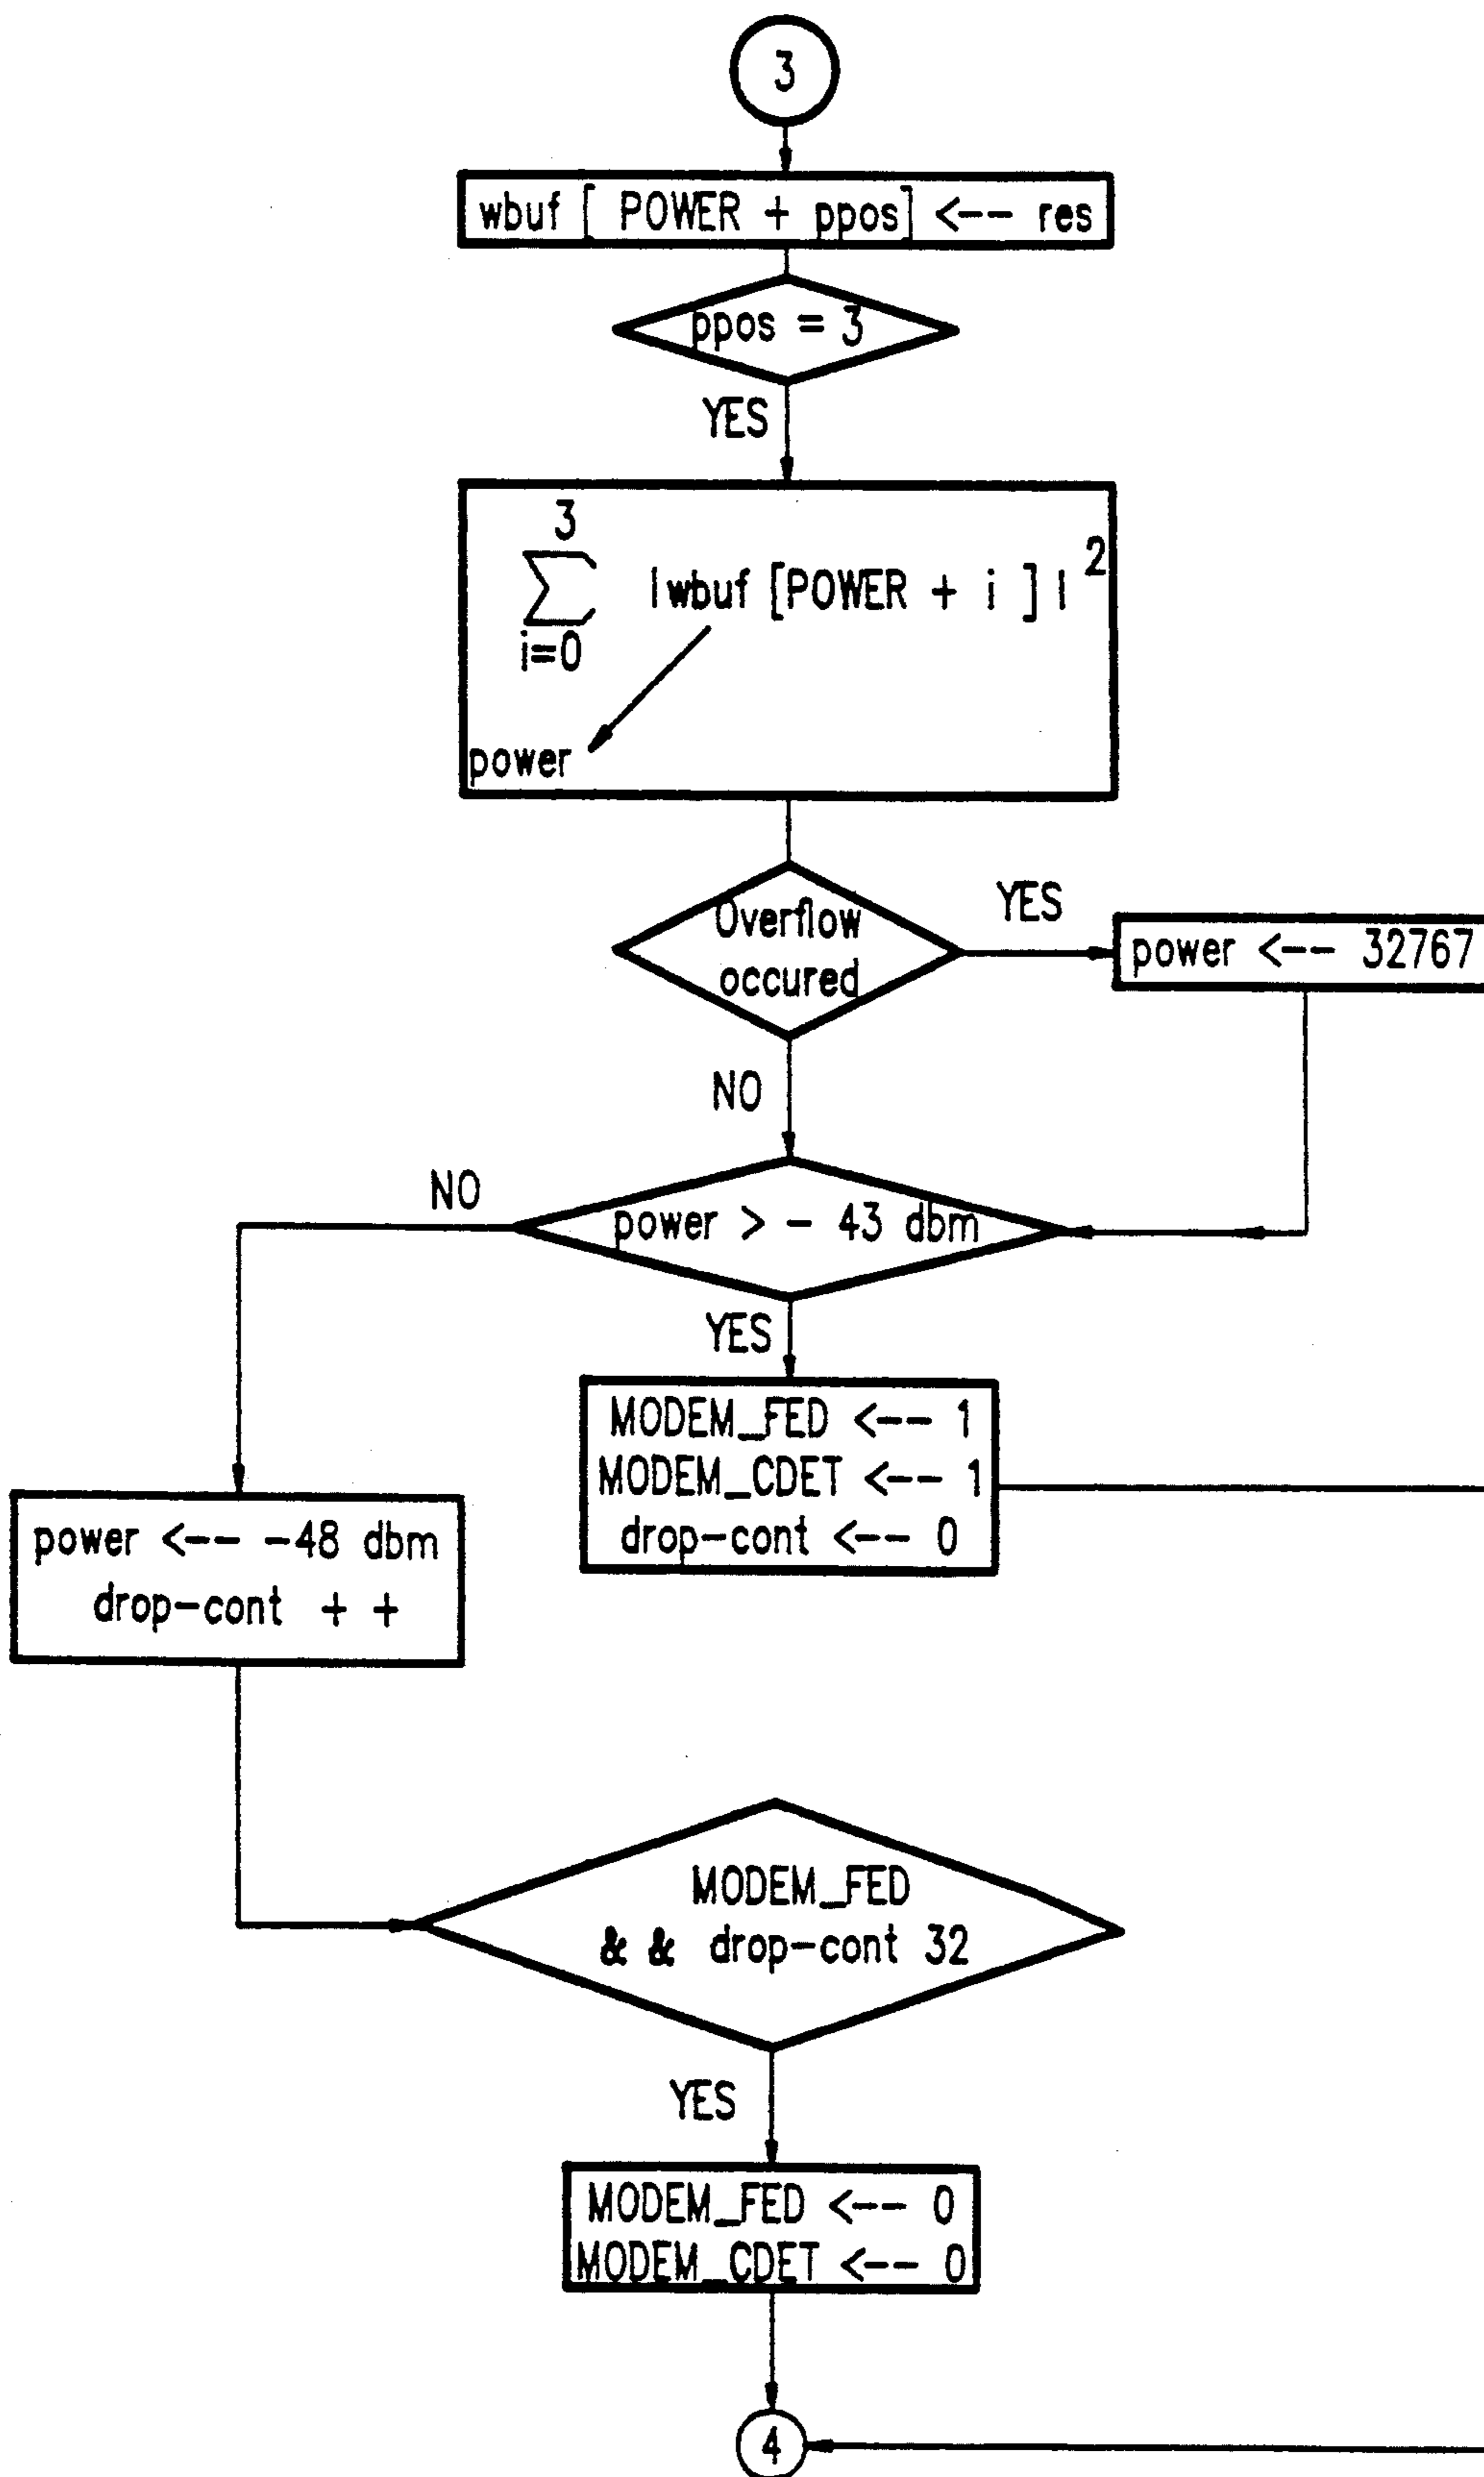 3
wbuf [ POWER + ppos] <-- res
ppos = 3
YES
3
∑ |wbuf [POWER + i ]| 2
i=0
power
Overflow
occured
YES
power <-- 32767
NO
NO
power > - 43 dbm
YES
MODEM_FED <-- 1
MODEM_CDET <-- 1
drop-cont <-- 0
power <-- -48 dbm
drop-cont + +
MODEM_FED
& & drop-cont 32
YES
MODEM_FED <-- 0
MODEM_CDET <-- 0
4